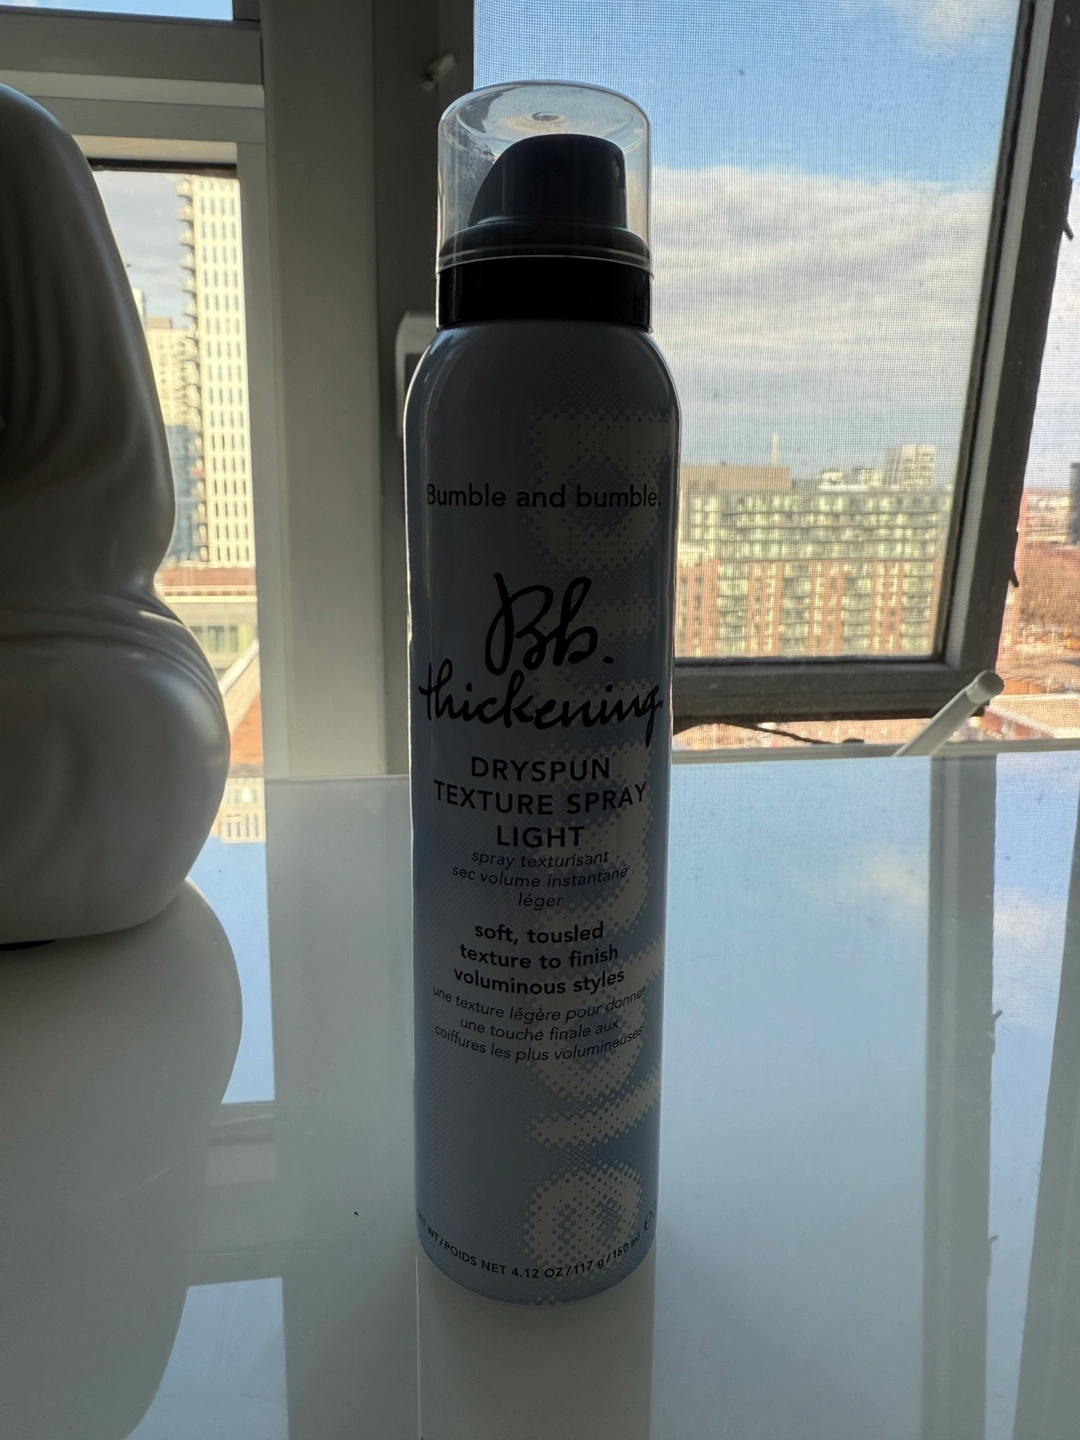 Bumble and bumble.
Bb.
thickening
DRYSPUN
TEXTURE SPRAY
LIGHT
spray texturisant
sec volume instantané
léger
soft, tousled
texture to finish
voluminous styles
une texture légère pour donner
une touche finale aux
coiffures les plus volumineuses
WT/POIDS NET 4.12 OZ/117 g/150 ml e